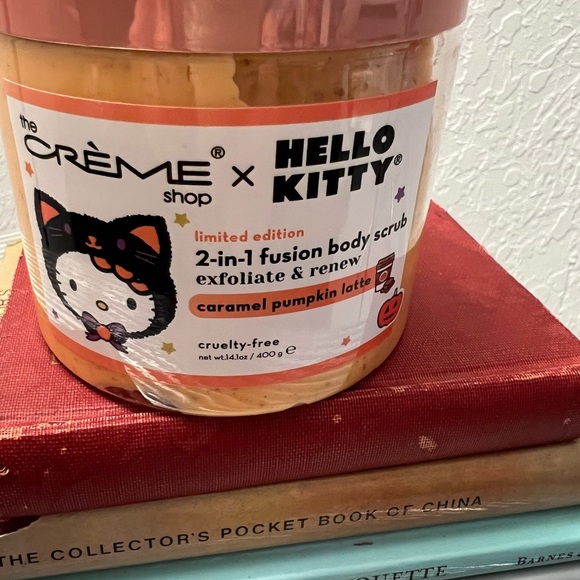 the
CRÈME®
shop
x
HELLO
KITTY®
limited edition
2-in-1 fusion body scrub
exfoliate & renew
caramel pumpkin latte
cruelty-free
net wt.14.1oz / 400g e
THE COLLECTOR'S POCKET BOOK OF CHINA
BARNES